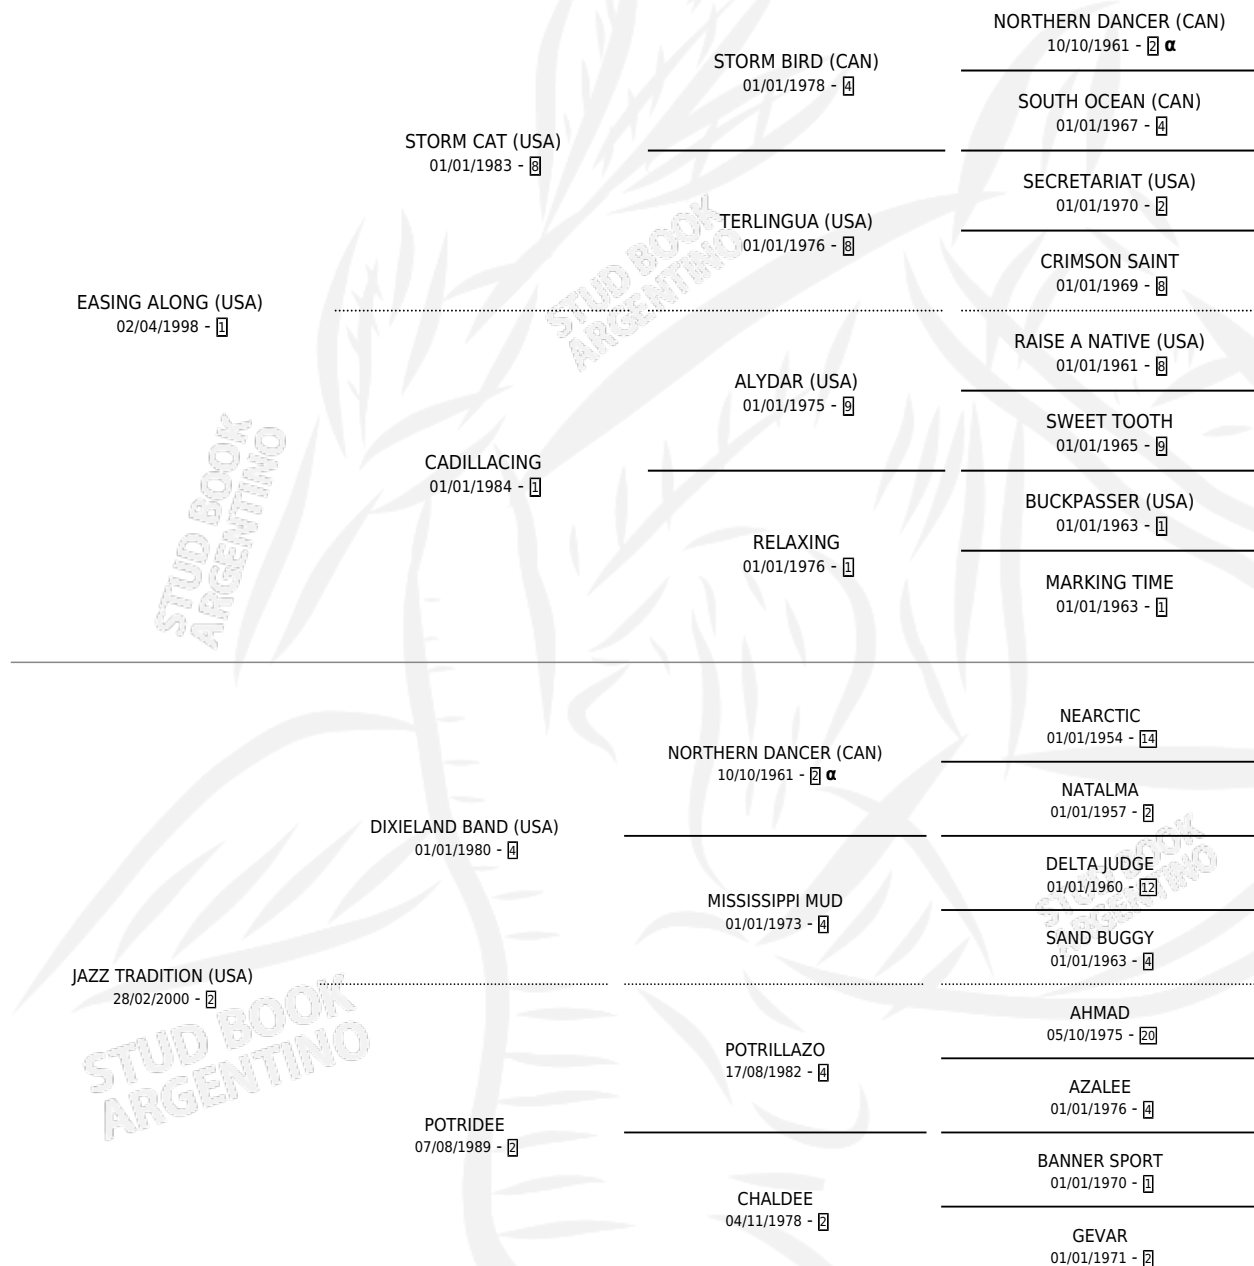 NORTHERN DANCER (CAN)
10/10/1961 - 2 α
STORM BIRD (CAN)
01/01/1978 - 4
SOUTH OCEAN (CAN)
01/01/1967 - 4
STORM CAT (USA)
01/01/1983 - 8
SECRETARIAT (USA)
01/01/1970 - 2
TERLINGUA (USA)
01/01/1976 - 8
CRIMSON SAINT
01/01/1969 - 8
EASING ALONG (USA)
02/04/1998 - 1
STUD BOOK
ARGENTINO
RAISE A NATIVE (USA)
01/01/1961 - 8
ALYDAR (USA)
01/01/1975 - 9
SWEET TOOTH
01/01/1965 - 9
CADILLACING
01/01/1984 - 1
BUCKPASSER (USA)
01/01/1963 - 1
RELAXING
01/01/1976 - 1
MARKING TIME
01/01/1963 - 1
STUD BOOK
ARGENTINO
NEARCTIC
01/01/1954 - 14
NORTHERN DANCER (CAN)
10/10/1961 - 2 α
NATALMA
01/01/1957 - 2
DIXIELAND BAND (USA)
01/01/1980 - 4
DELTA JUDGE
01/01/1960 - 12
STUD BOOK
ARGENTINO
MISSISSIPPI MUD
01/01/1973 - 4
SAND BUGGY
01/01/1963 - 4
JAZZ TRADITION (USA)
28/02/2000 - 2
STUD BOOK
ARGENTINO
AHMAD
05/10/1975 - 20
POTRILLAZO
17/08/1982 - 4
AZALEE
01/01/1976 - 4
POTRIDEE
07/08/1989 - 2
BANNER SPORT
01/01/1970 - 1
CHALDEE
04/11/1978 - 2
GEVAR
01/01/1971 - 2